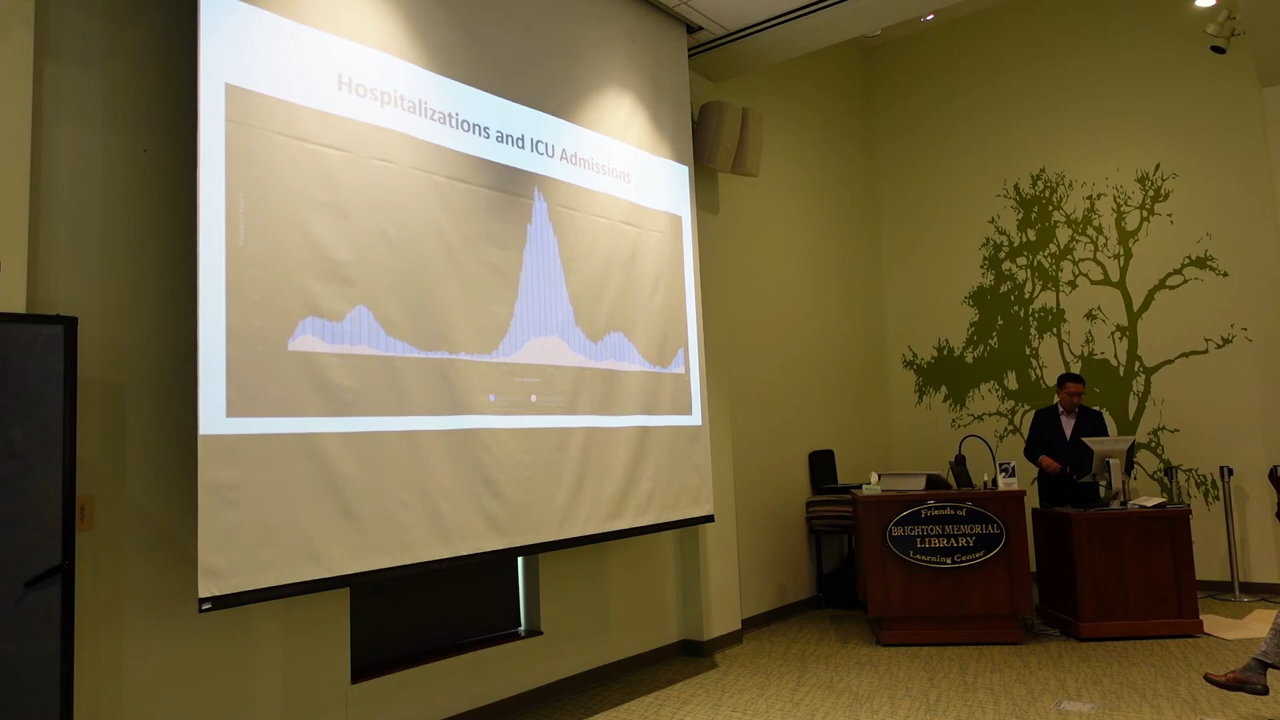 Hospitalizations and ICU Admissions
Friends of
BRIGHTON MEMORIAL
LIBRARY
Learning Center